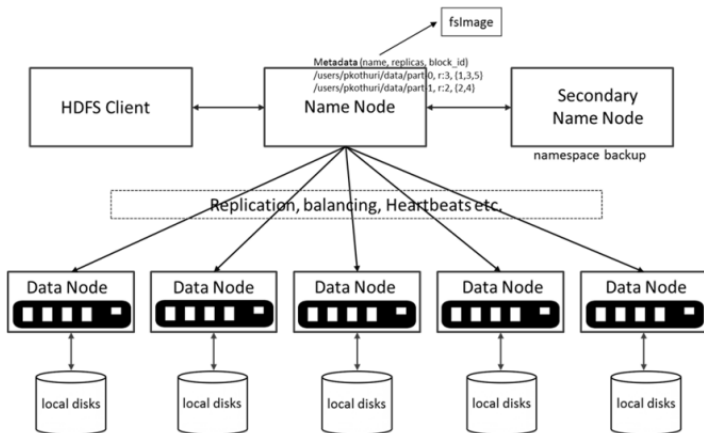 fsImage
Metadata (name, replicas, block_id)
/users/pkothuri/data/part-0, r:3, {1,3,5}
/users/pkothuri/data/part-1, r:2, {2,4}
HDFS Client
Name Node
Secondary
Name Node
namespace backup
Replication, balancing, Heartbeats etc.
Data Node
Data Node
Data Node
Data Node
Data Node
local disks
local disks
local disks
local disks
local disks